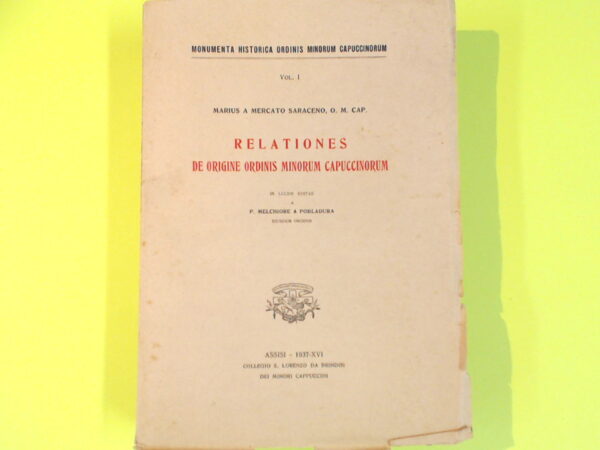 MONUMENTA HISTORICA ORDINIS MINORUM CAPUCCINORUM
VOL. I
MARIUS A MERCATO SARACENO, O. M. CAP.
RELATIONES
DE ORIGINE ORDINIS MINORUM CAPUCCINORUM
IN LUCEM EDITAE
A
P. MELCHIORE A POBLADURA
EIUSDEM ORDINIS
ASSISI - 1937-XVI
COLLEGIO S. LORENZO DA BRINDISI
DEI MINORI CAPPUCCINI